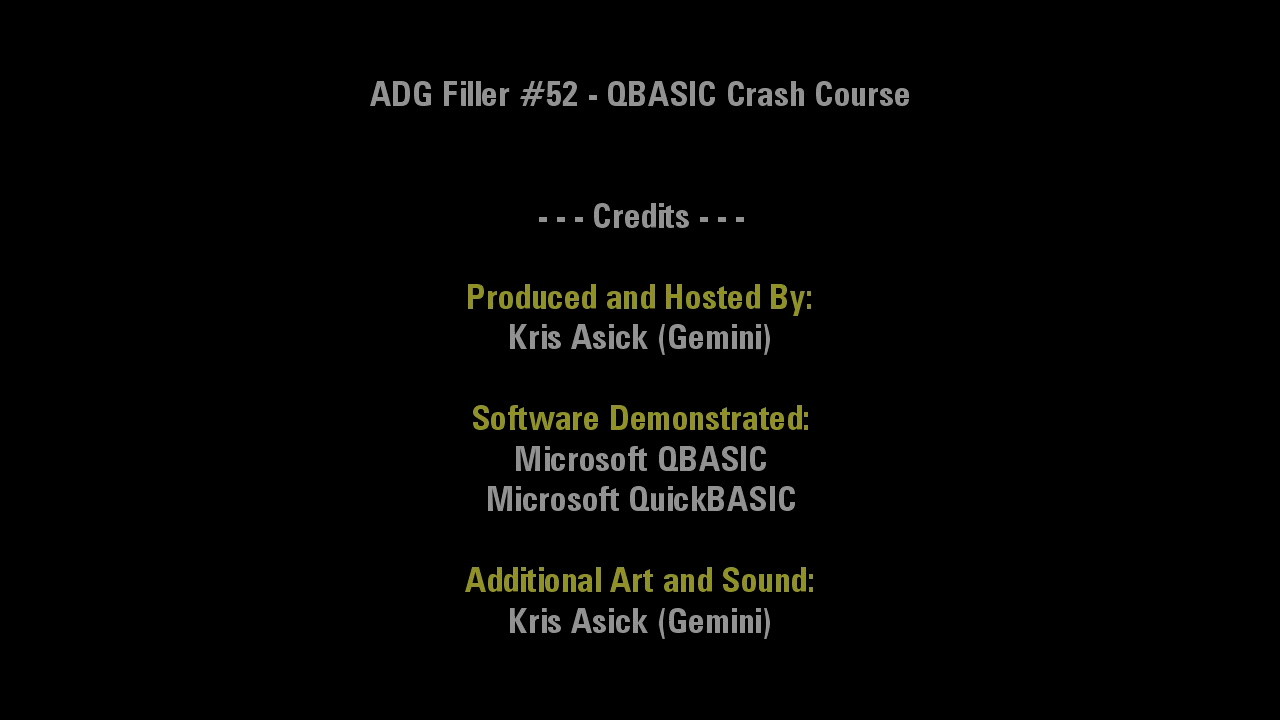 ADG Filler #52 - QBASIC Crash Course
- - - Credits - - -
Produced and Hosted By:
Kris Asick (Gemini)
Software Demonstrated:
Microsoft QBASIC
Microsoft QuickBASIC
Additional Art and Sound:
Kris Asick (Gemini)